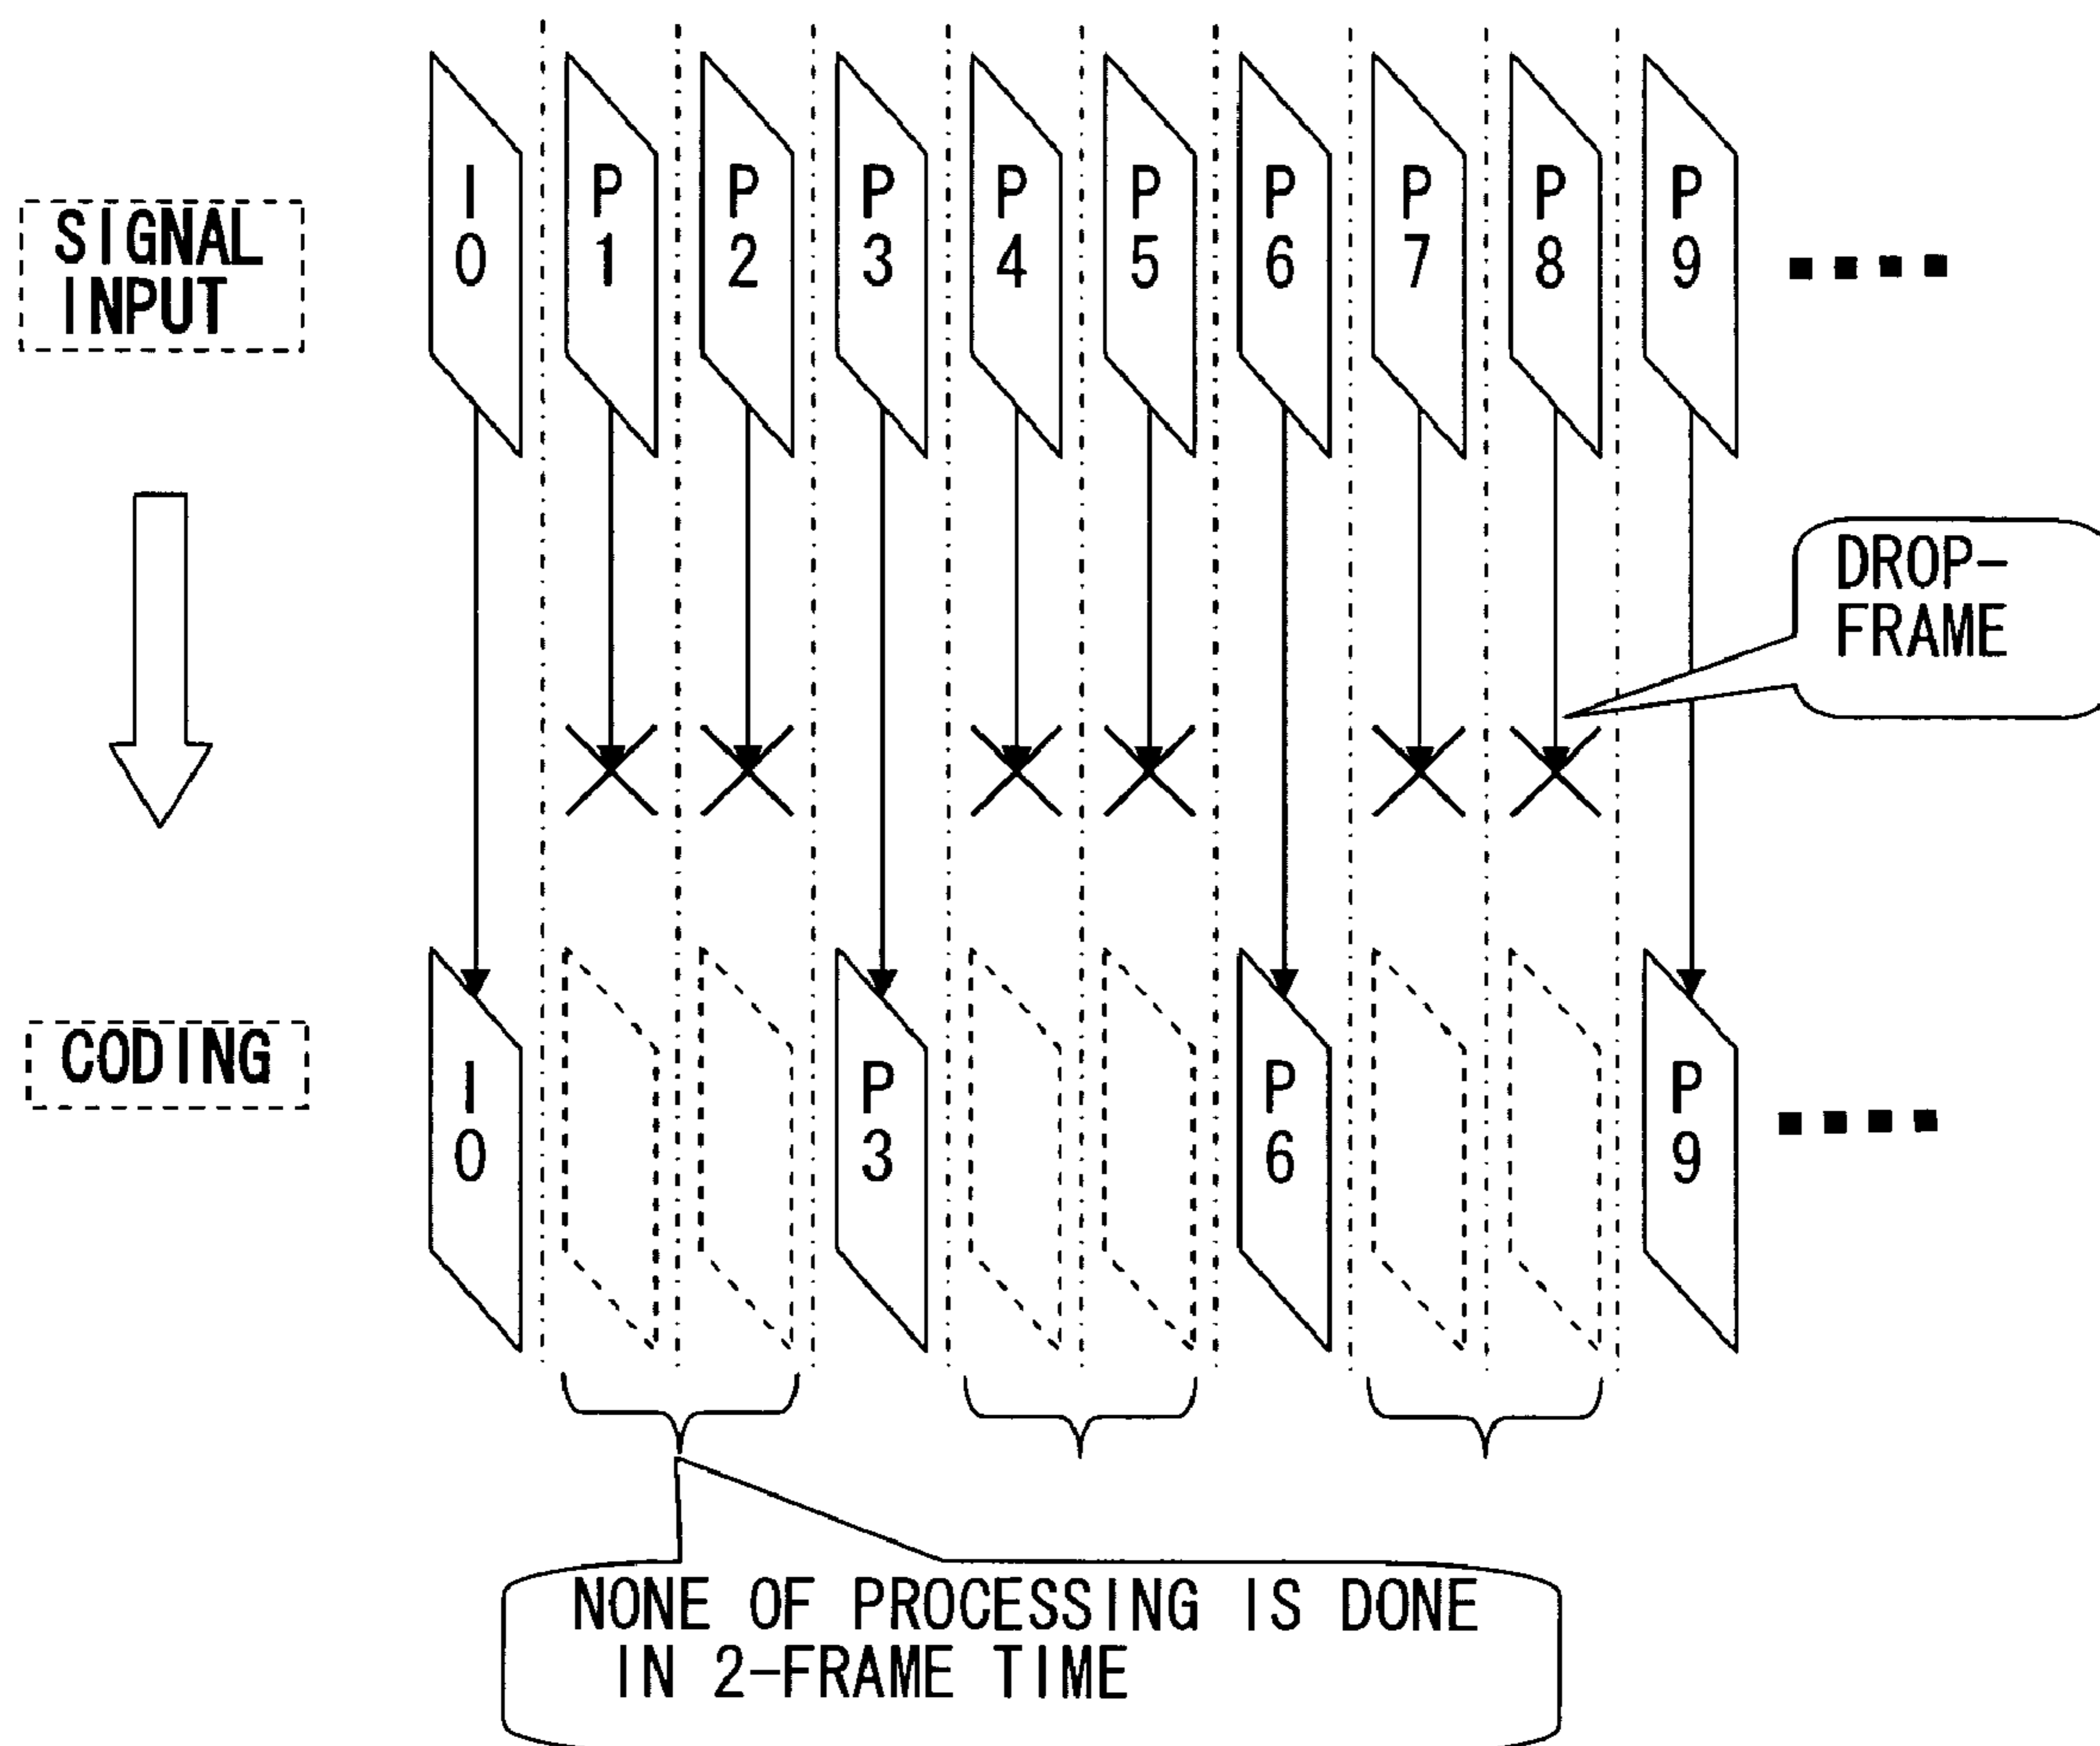 SIGNAL
INPUT
I P P P P P P P P P
0 1 2 3 4 5 6 7 8 9
DROP-
FRAME
CODING
I P P P
0 3 6 9
NONE OF PROCESSING IS DONE
IN 2-FRAME TIME